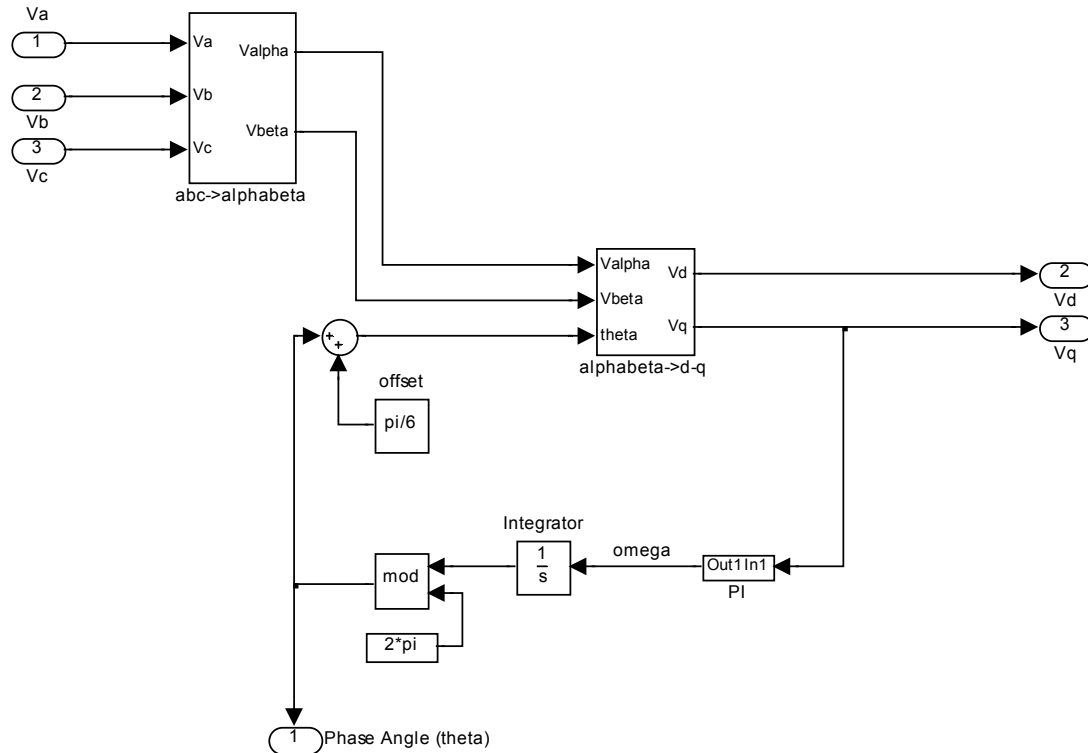 Va
1
Va
Valpha
2
Vb
Vb
Vbeta
3
Vc
Vc
abc->alphabeta
Valpha
Vd
2
Vd
Vbeta
theta
Vq
3
Vq
alphabeta->d-q
+
+
offset
pi/6
Integrator
1
s
omega
Out1 In1
PI
mod
2*pi
1
Phase Angle (theta)